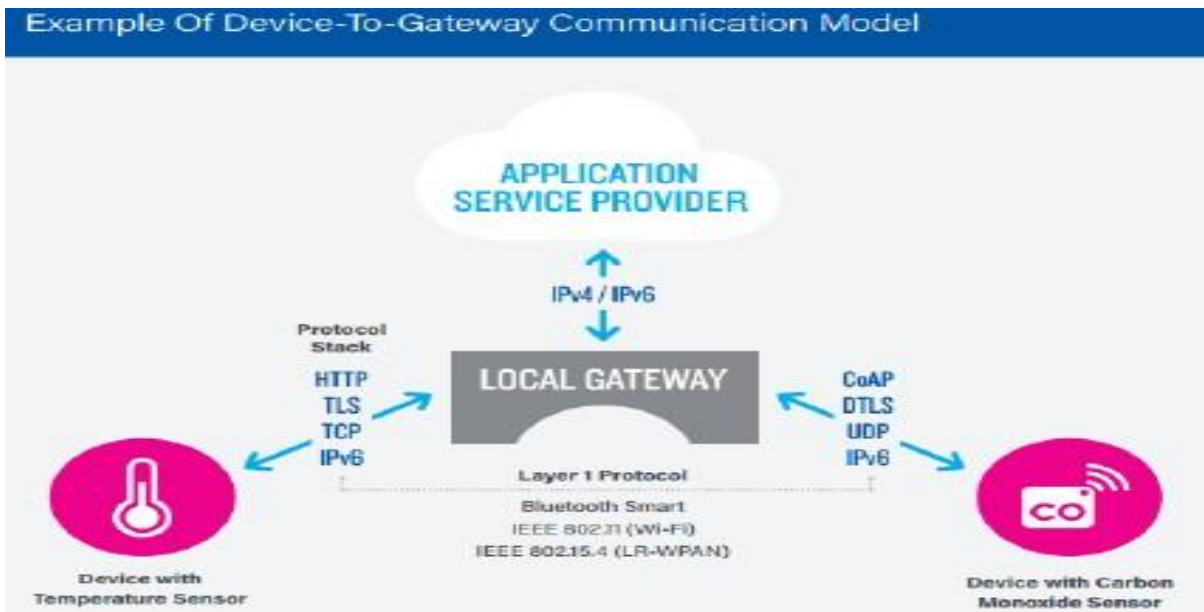 Example Of Device-To-Gateway Communication Model
APPLICATION
SERVICE PROVIDER
IPv4 / IPv6
Protocol
Stack
HTTP
TLS
TCP
IPv6
LOCAL GATEWAY
CoAP
DTLS
UDP
IPv6
Layer 1 Protocol
Bluetooth Smart
IEEE 802.11 (Wi-Fi)
IEEE 802.15.4 (LR-WPAN)
CO
Device with
Temperature Sensor
Device with Carbon
Monoxide Sensor